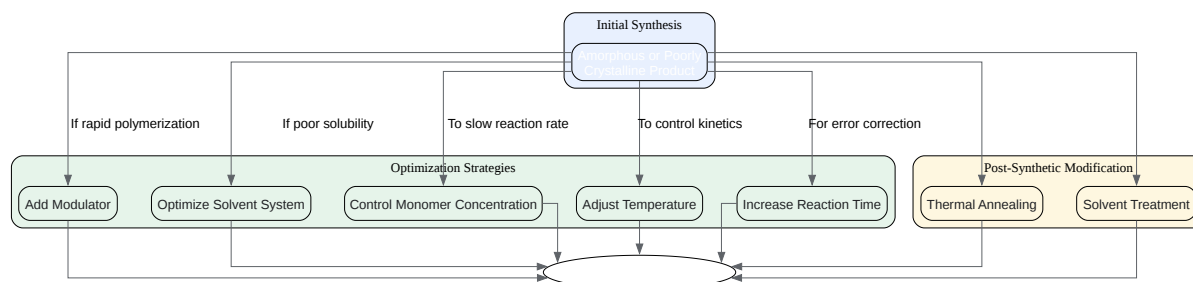 Initial Synthesis
Amorphous or Poorly
Crystalline Product
If rapid polymerization
If poor solubility
To slow reaction rate
To control kinetics
For error correction
Optimization Strategies
Post-Synthetic Modification
Add Modulator
Optimize Solvent System
Control Monomer Concentration
Adjust Temperature
Increase Reaction Time
Thermal Annealing
Solvent Treatment